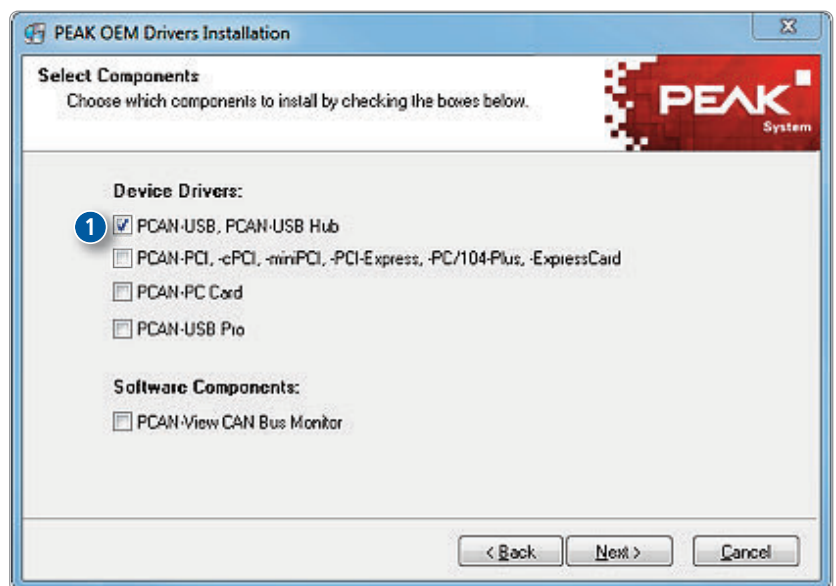 PEAK OEM Drivers Installation
Select Components
Choose which components to install by checking the boxes below.
PEAK
System
Device Drivers:
1
PCAN-USB, PCAN-USB Hub
PCAN-PCI, -cPCI, -miniPCI, -PCI-Express, -PC/104-Plus, -ExpressCard
PCAN-PC Card
PCAN-USB Pro
Software Components:
PCAN-View CAN Bus Monitor
< Back
Next >
Cancel